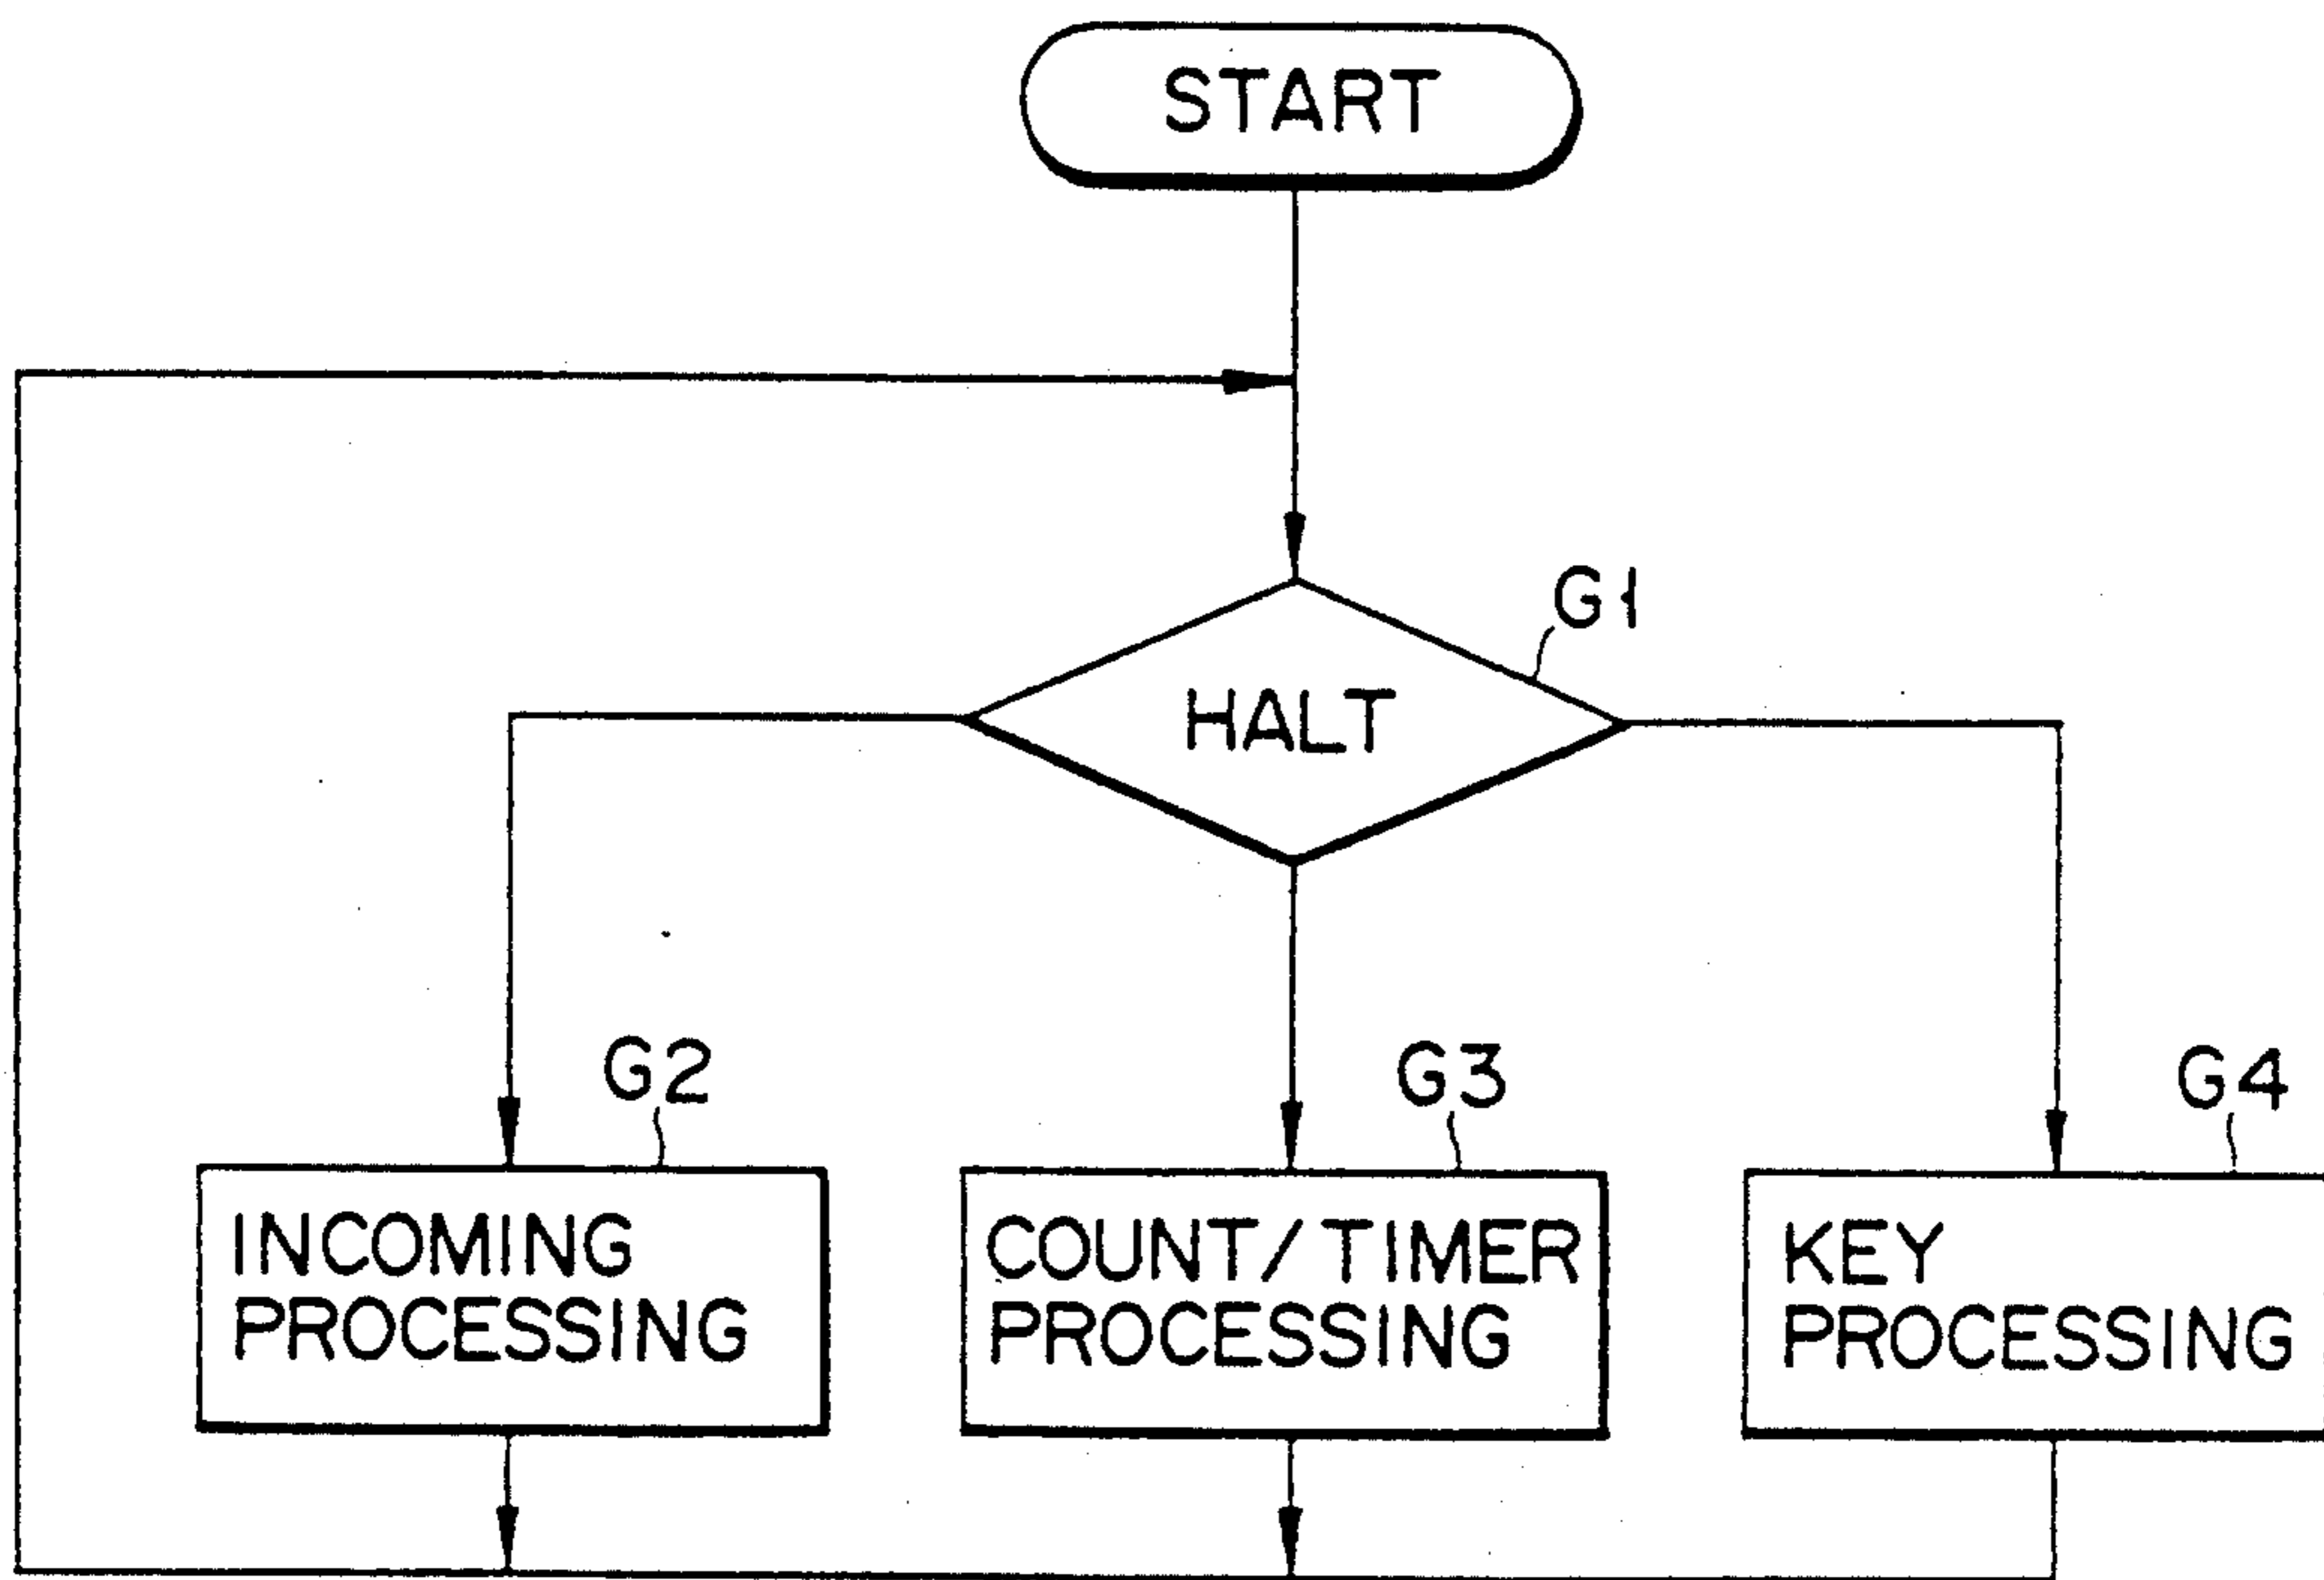 START
G1
HALT
G2
G3
G4
INCOMING
PROCESSING
COUNT/TIMER
PROCESSING
KEY
PROCESSING